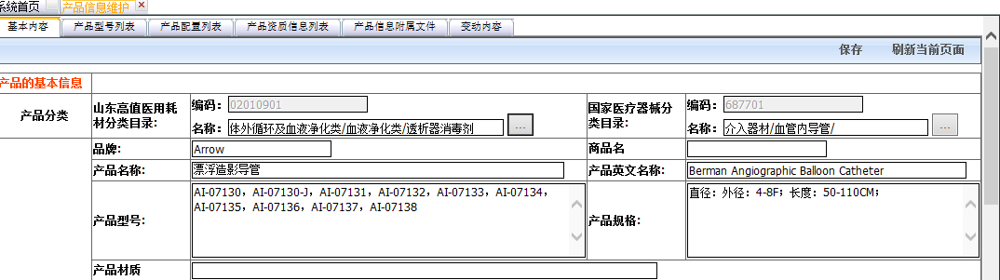 系统首页 产品信息维护
基本内容 产品型号列表 产品配置列表 产品资质信息列表 产品信息附属文件 变动内容
保存 刷新当前页面
产品的基本信息
产品分类
山东高值医用耗材分类目录:
编码: 02010901
名称: 体外循环及血液净化类/血液净化类/透析器消毒剂 ...
国家医疗器械分类目录:
编码: 687701
名称: 介入器材/血管内导管/ ...
品牌: Arrow 商品名
产品名称: 漂浮造影导管 产品英文名称: Berman Angiographic Balloon Catheter
产品型号:
AI-07130，AI-07130-J，AI-07131，AI-07132，AI-07133，AI-07134，
AI-07135，AI-07136，AI-07137，AI-07138
产品规格: 直径：外径：4-8F；长度：50-110CM；
产品材质